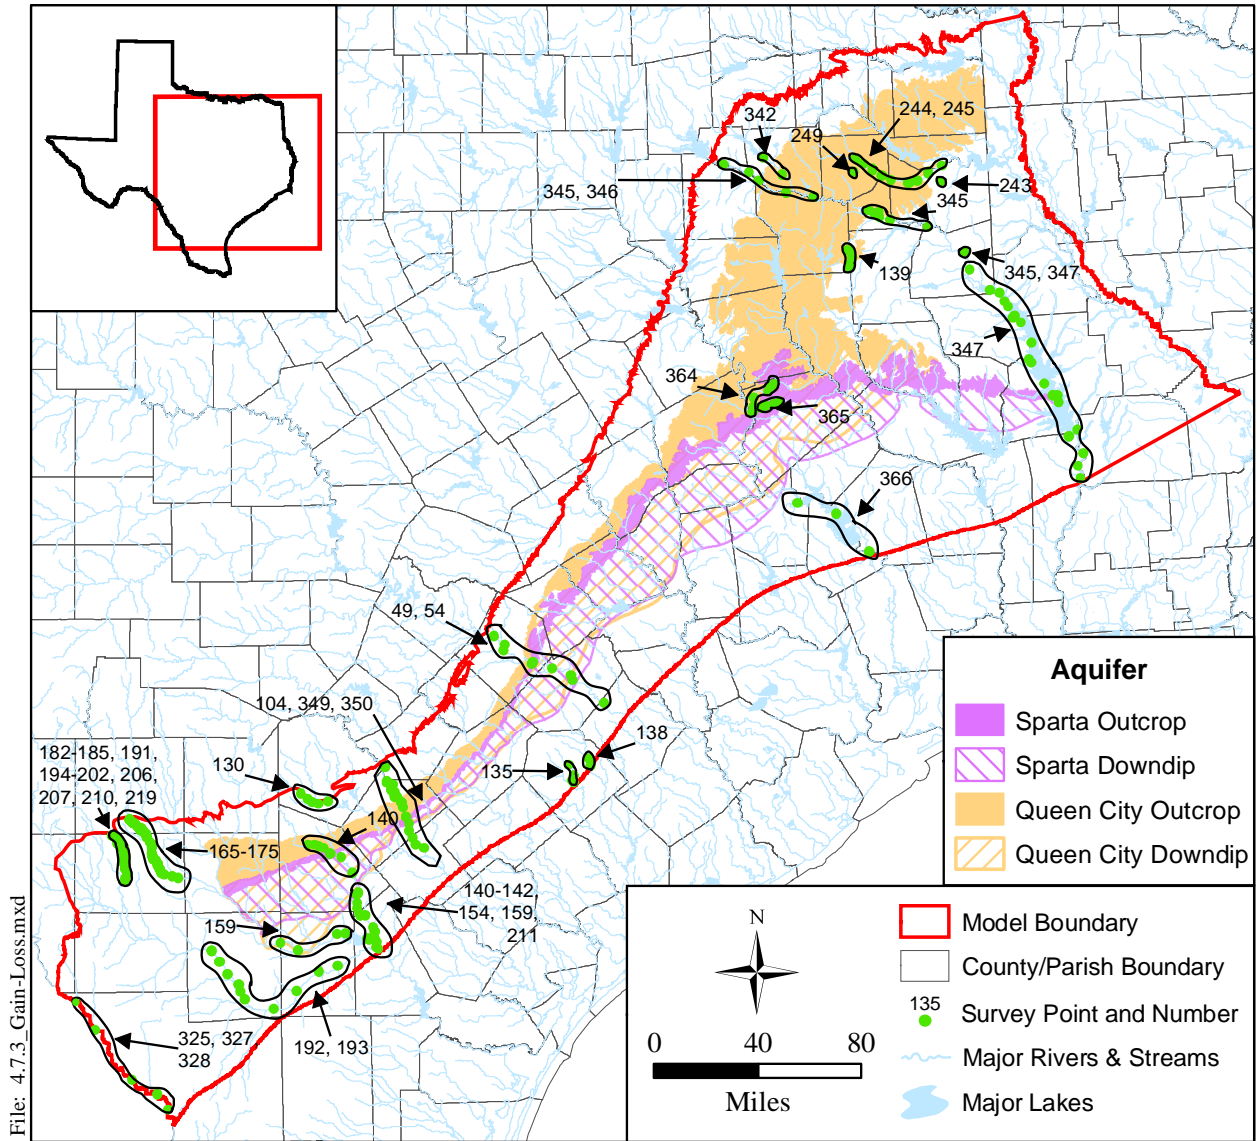 342
244, 245
249
345, 346
243
345
139
345, 347
347
364
365
366
49, 54
104, 349, 350
138
135
182-185, 191,
194-202, 206,
207, 210, 219
130
140
165-175
140-142,
154, 159,
211
159
192, 193
325, 327
328
Aquifer
Sparta Outcrop
Sparta Downdip
Queen City Outcrop
Queen City Downdip
N
0 40 80
Miles
Model Boundary
County/Parish Boundary
135
Survey Point and Number
Major Rivers & Streams
Major Lakes
File: 4.7.3_Gain-Loss.mxd